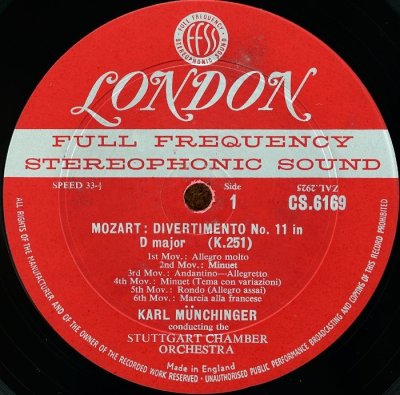 FULL FREQUENCY
ffss
STEREOPHONIC SOUND
LONDON
FULL FREQUENCY
STEREOPHONIC SOUND
SPEED 33⅓
Side
1
ZAL.2925
CS.6169
MOZART: DIVERTIMENTO No. 11 in
D major (K.251)
1st Mov.: Allegro molto
2nd Mov.: Minuet
3rd Mov.: Andantino—Allegretto
4th Mov.: Minuet (Tema con variazioni)
5th Mov.: Rondo (Allegro assai)
6th Mov.: Marcia alla francese
KARL MÜNCHINGER
conducting the
STUTTGART CHAMBER
ORCHESTRA
Made in England
ALL RIGHTS OF THE MANUFACTURER AND OF THE OWNER OF THE RECORDED WORK RESERVED · UNAUTHORISED PUBLIC PERFORMANCE BROADCASTING AND COPYING OF THIS RECORD PROHIBITED